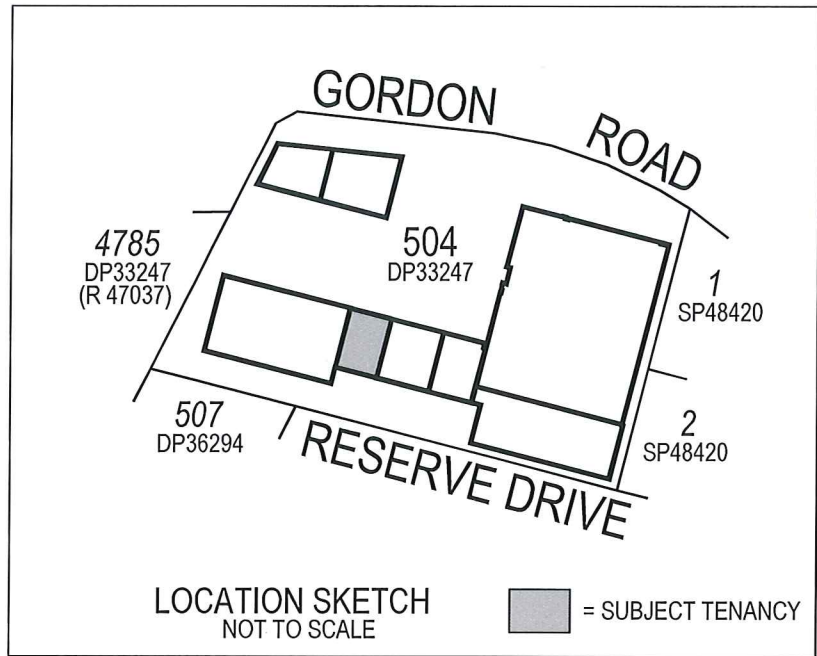 GORDON ROAD
4785
DP33247
(R 47037)
504
DP33247
1
SP48420
2
SP48420
507
DP36294
RESERVE DRIVE
LOCATION SKETCH
NOT TO SCALE
= SUBJECT TENANCY